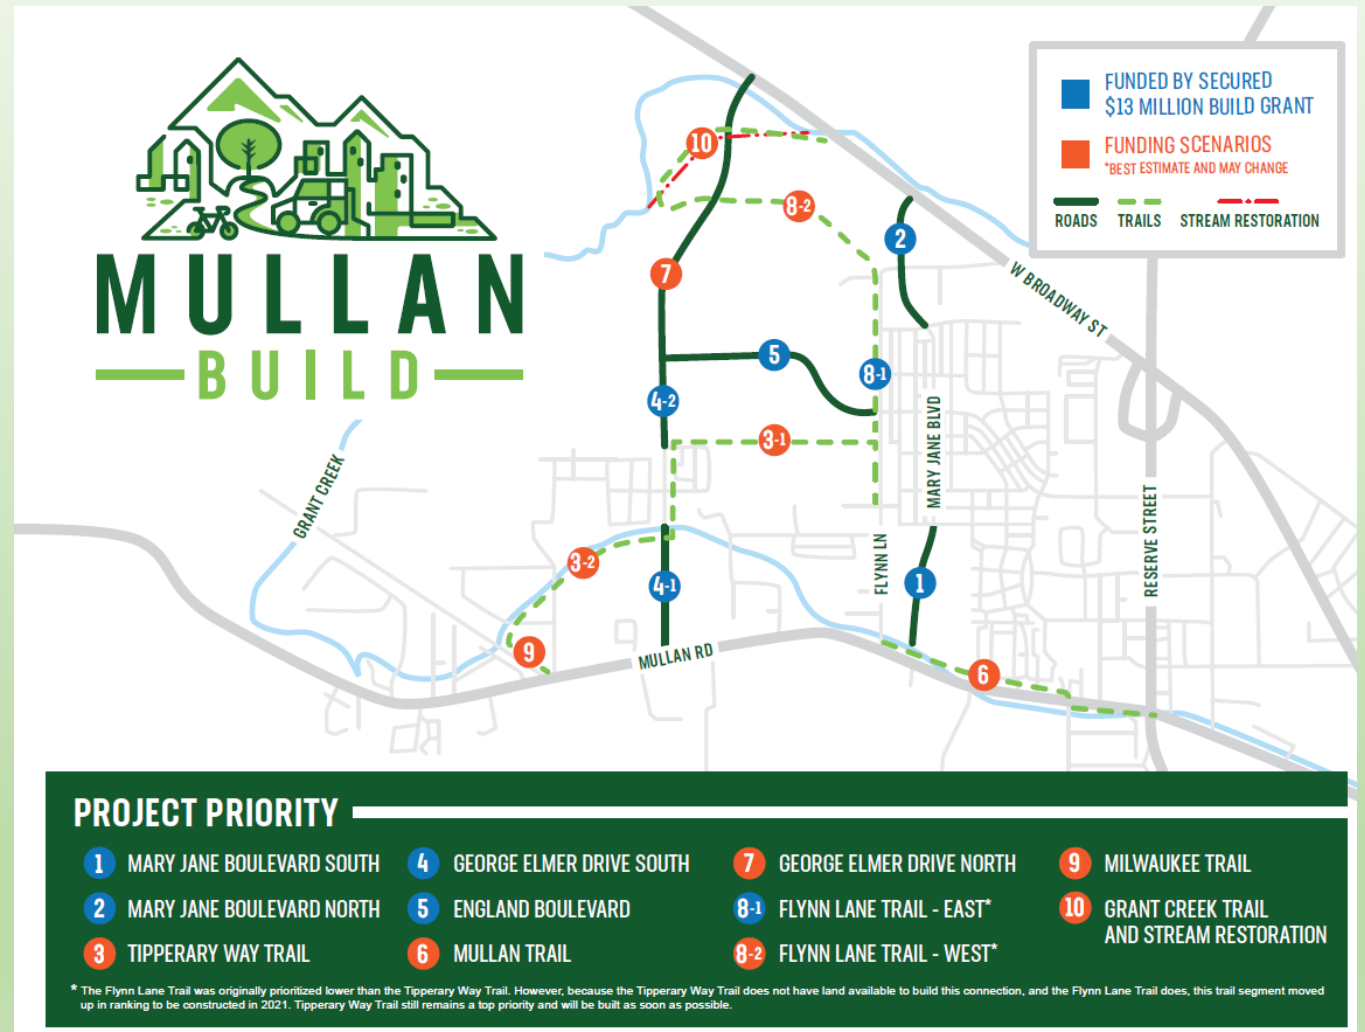 MULLAN
BUILD
FUNDED BY SECURED
$13 MILLION BUILD GRANT
FUNDING SCENARIOS
*BEST ESTIMATE AND MAY CHANGE
ROADS TRAILS STREAM RESTORATION
10
8-2
2
7
W BROADWAY ST
5
8-1
4-2
MARY JANE BLVD
3-1
GRANT CREEK
RESERVE STREET
FLYNN LN
3-2
4-1
1
9
MULLAN RD
6
PROJECT PRIORITY
1 MARY JANE BOULEVARD SOUTH
2 MARY JANE BOULEVARD NORTH
3 TIPPERARY WAY TRAIL
4 GEORGE ELMER DRIVE SOUTH
5 ENGLAND BOULEVARD
6 MULLAN TRAIL
7 GEORGE ELMER DRIVE NORTH
8-1 FLYNN LANE TRAIL - EAST*
8-2 FLYNN LANE TRAIL - WEST*
9 MILWAUKEE TRAIL
10 GRANT CREEK TRAIL
AND STREAM RESTORATION
* The Flynn Lane Trail was originally prioritized lower than the Tipperary Way Trail. However, because the Tipperary Way Trail does not have land available to build this connection, and the Flynn Lane Trail does, this trail segment moved
up in ranking to be constructed in 2021. Tipperary Way Trail still remains a top priority and will be built as soon as possible.